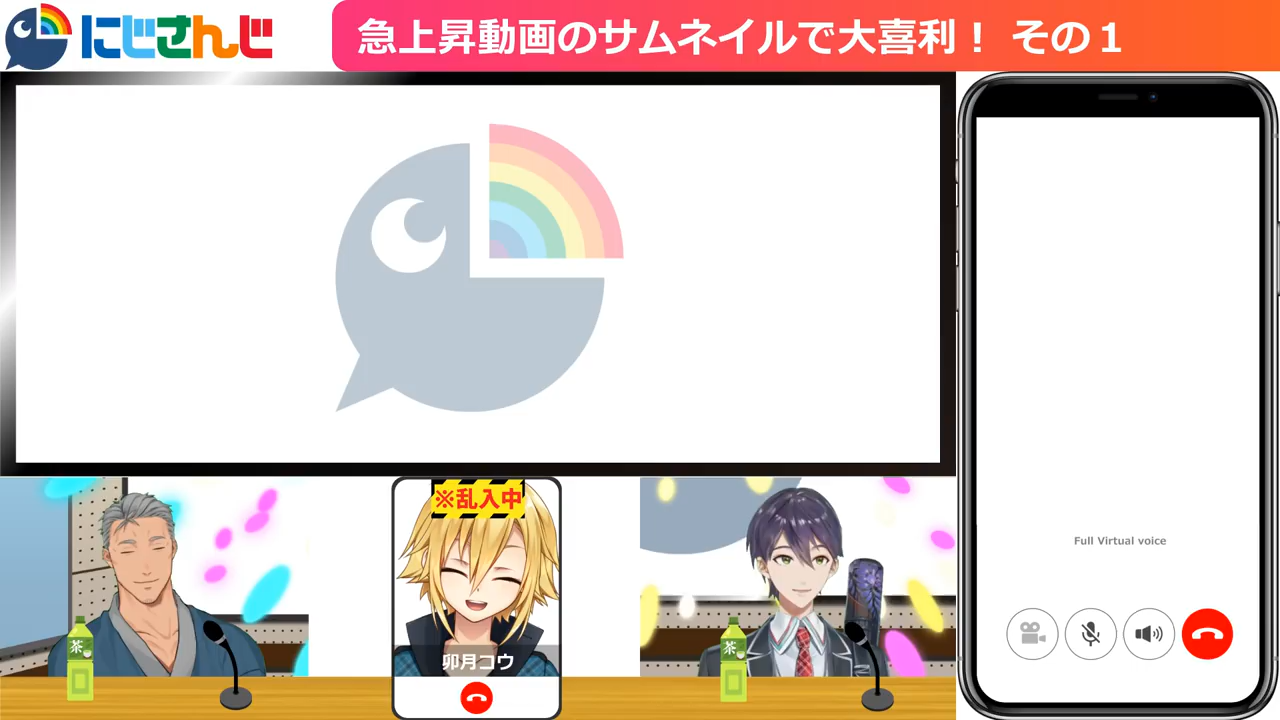 にじさんじ
急上昇動画のサムネイルで大喜利！ その１
Full Virtual voice
※乱入中
茶
卯月コウ
茶